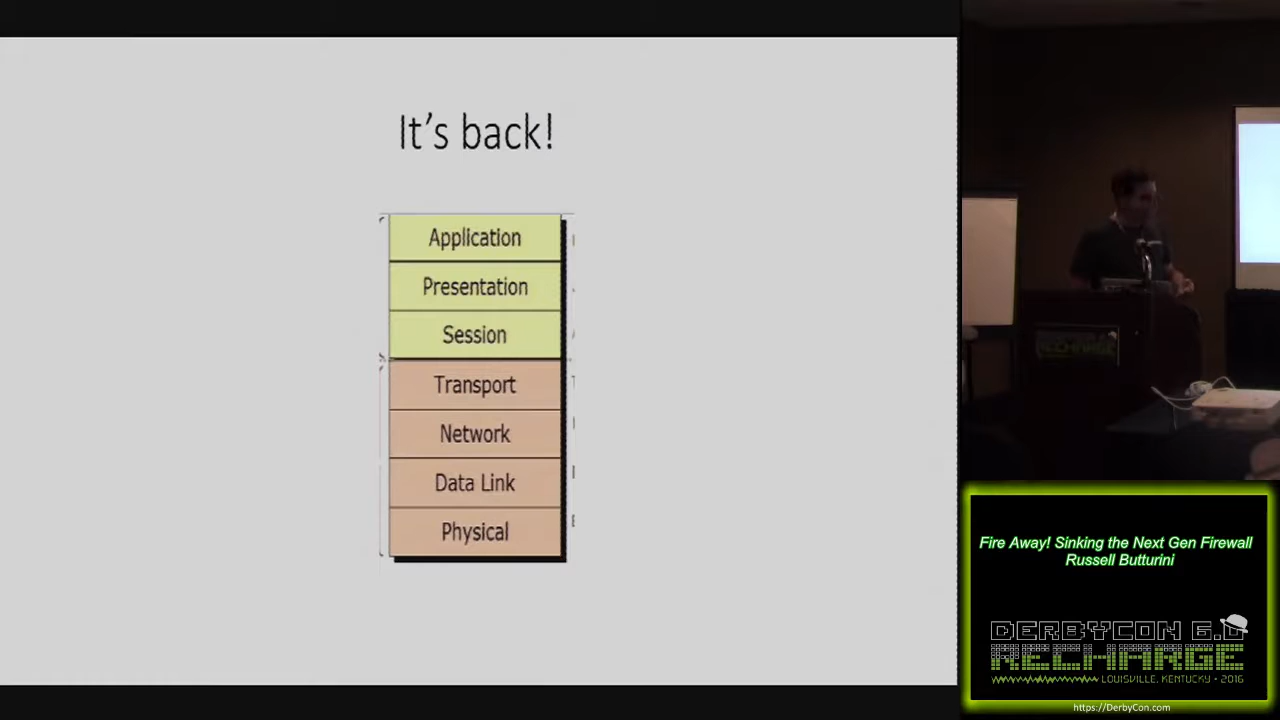 It's back!
Application
Presentation
Session
Transport
Network
Data Link
Physical
Fire Away! Sinking the Next Gen Firewall
Russell Butturini
DERBYCON 6.0
RECHARGE
LOUISVILLE, KENTUCKY • 2016
https://DerbyCon.com